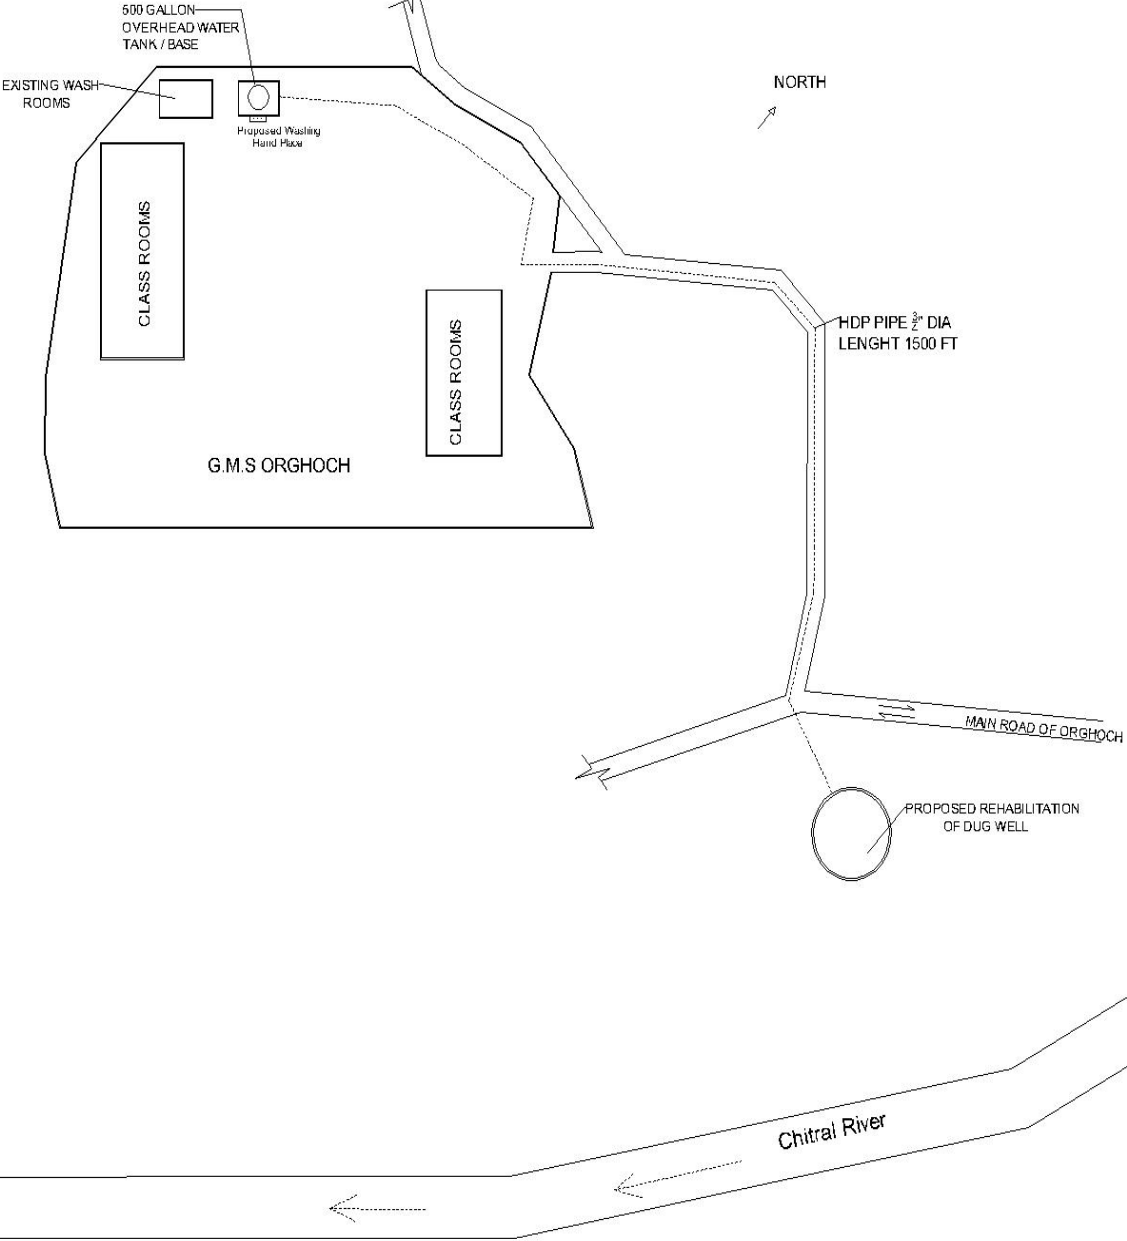 500 GALLON
OVERHEAD WATER
TANK / BASE
EXISTING WASH
ROOMS
Proposed Washing
Hand Place
NORTH
CLASS ROOMS
CLASS ROOMS
HDP PIPE 3/2" DIA
LENGHT 1500 FT
G.M.S ORGHOCH
MAIN ROAD OF ORGHOCH
PROPOSED REHABILITATION
OF DUG WELL
Chitral River